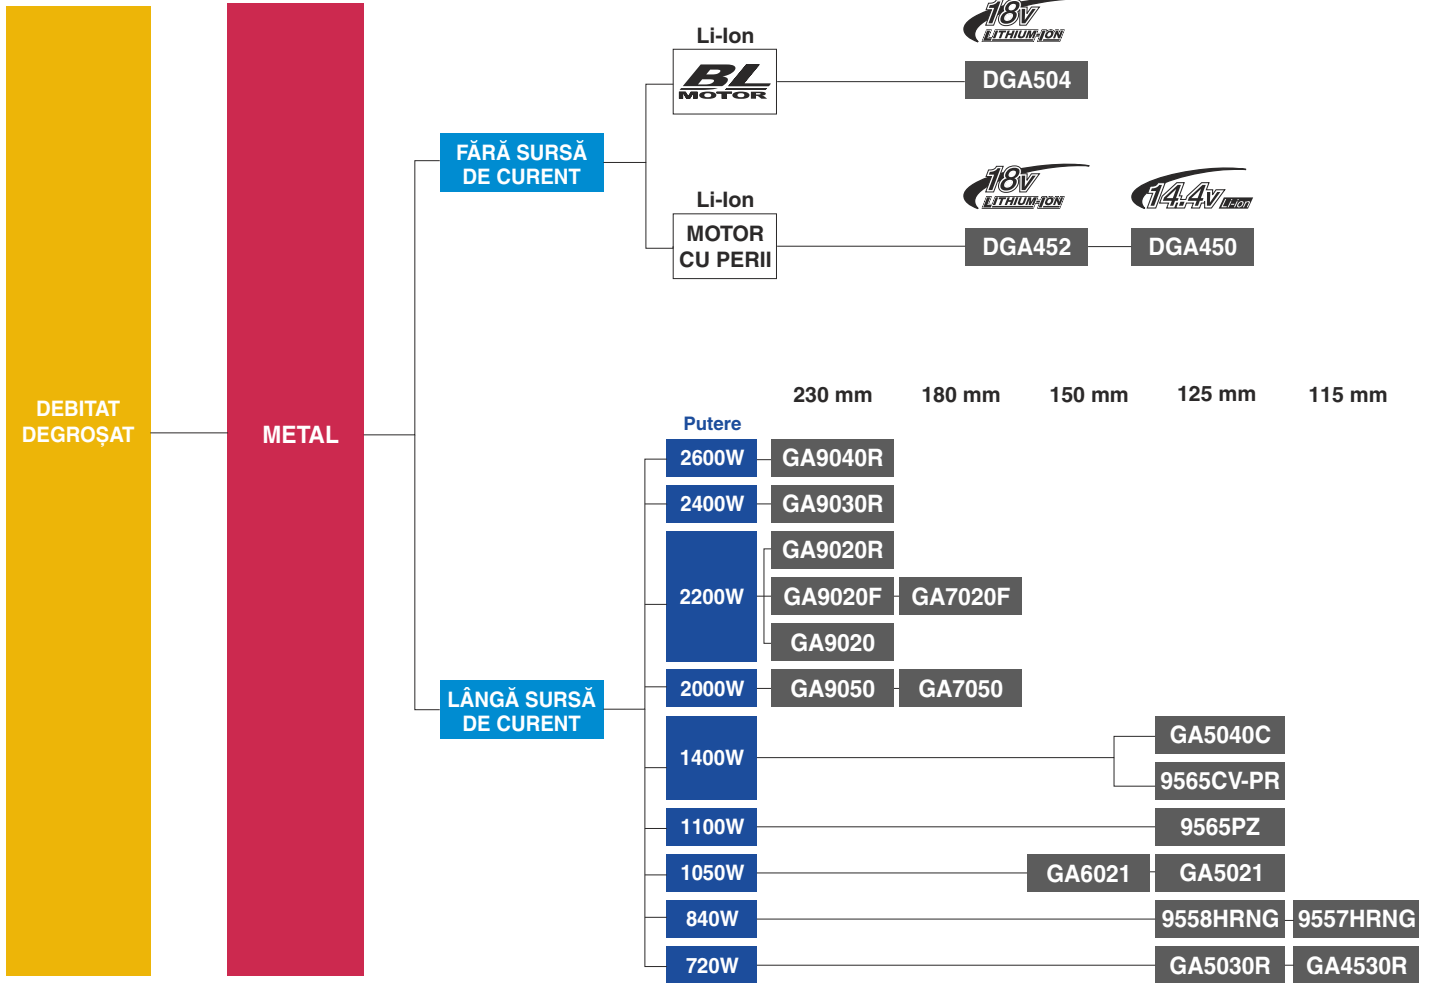 DEBITAT
DEGROȘAT
METAL
FĂRĂ SURSĂ
DE CURENT
Li-Ion
BL
MOTOR
18V
LITHIUM-ION
DGA504
Li-Ion
MOTOR
CU PERII
18V
LITHIUM-ION
DGA452
14.4V Li-Ion
DGA450
LÂNGĂ SURSĂ
DE CURENT
230 mm 180 mm 150 mm 125 mm 115 mm
Putere
2600W GA9040R
2400W GA9030R
2200W
GA9020R
GA9020F GA7020F
GA9020
2000W GA9050 GA7050
1400W
GA5040C
9565CV-PR
1100W 9565PZ
1050W GA6021 GA5021
840W 9558HRNG 9557HRNG
720W GA5030R GA4530R